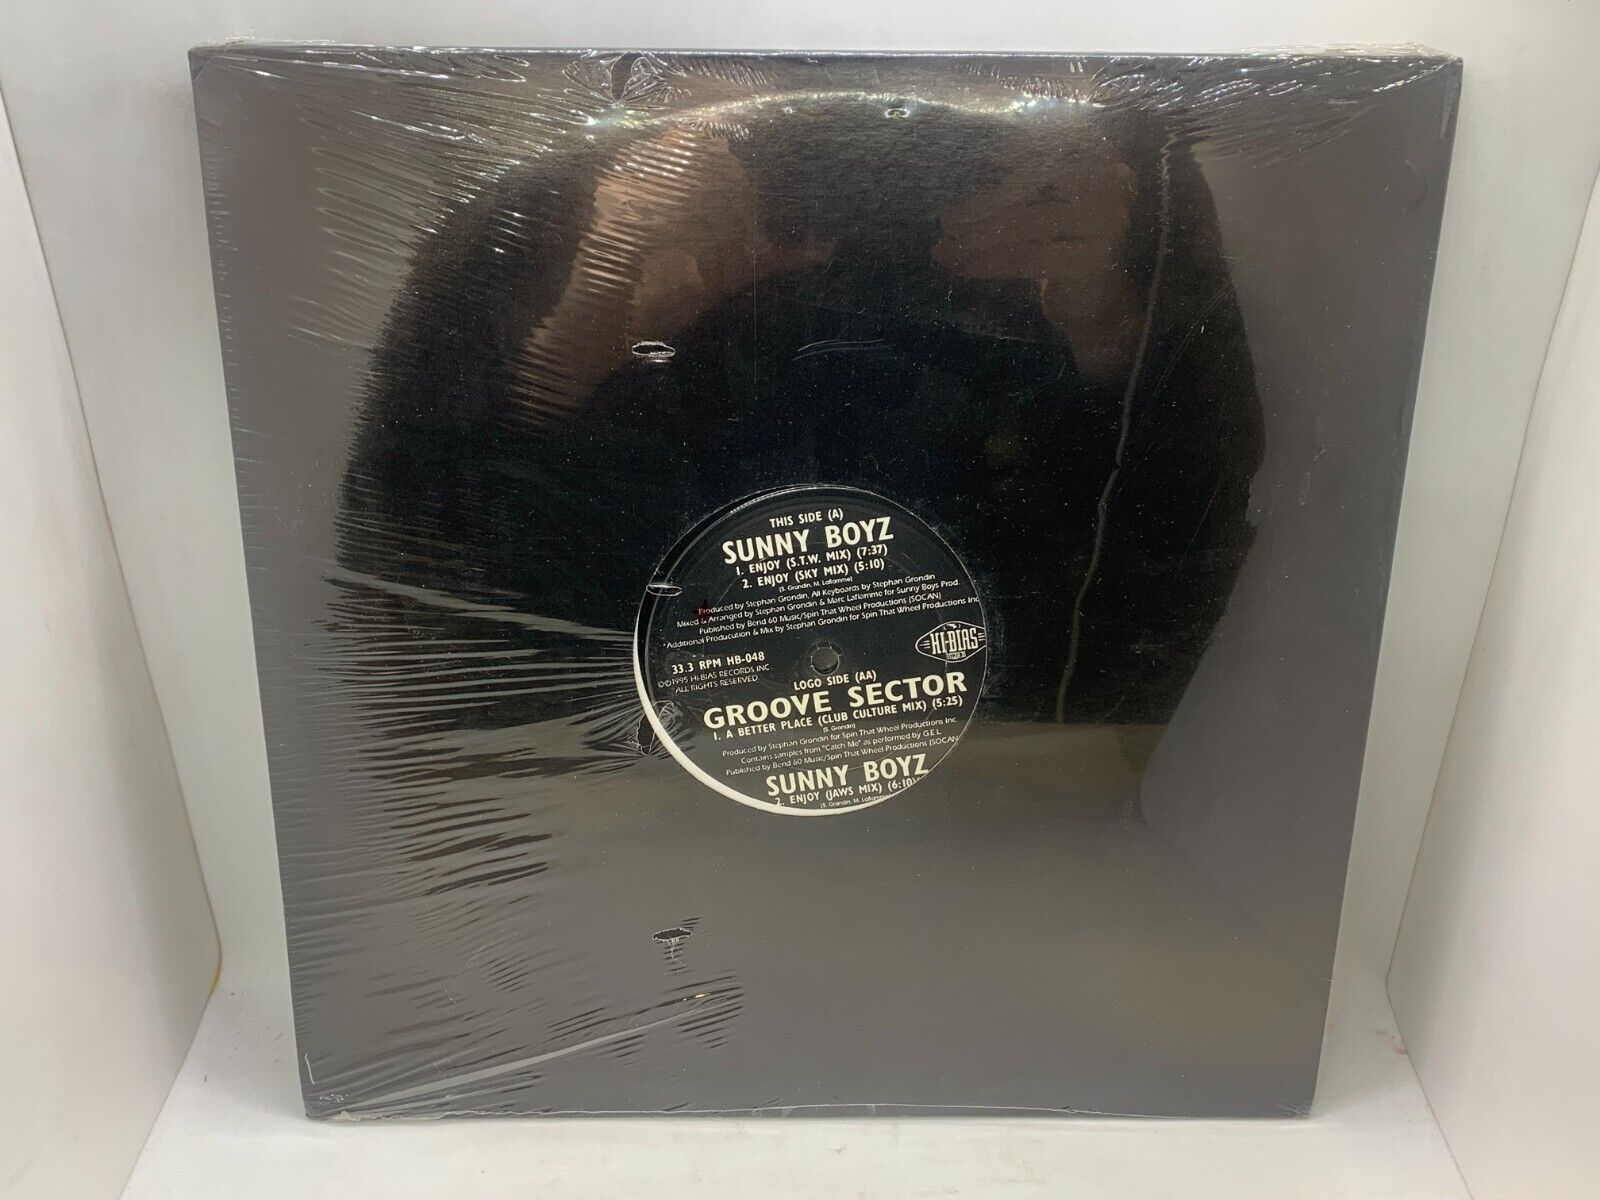 THIS SIDE (A)
SUNNY BOYZ
1. ENJOY (S.T.W. MIX) (7:37)
2. ENJOY (SKY MIX) (5:10)
(S. Grondin, M. Laflamme)
Produced by Stephan Grondin, All Keyboards by Stephan Grondin
Mixed & Arranged by Stephan Grondin & Marc Laflamme for Sunny Boys Prod.
Published by Bend 60 Music/Spin That Wheel Productions (SOCAN)
*Additional Producution & Mix by Stephan Grondin for Spin That Wheel Productions Inc
HI-BIAS
RECORDS
33.3 RPM HB-048
©℗1995 HI-BIAS RECORDS INC.
ALL RIGHTS RESERVED.
LOGO SIDE (AA)
GROOVE SECTOR
1. A BETTER PLACE (CLUB CULTURE MIX) (5:25)
(S. Grondin)
Produced by Stephan Grondin for Spin That Wheel Productions Inc.
Contains samples from "Catch Me" as performed by G.E.L.
Published by Bend 60 Music/Spin That Wheel Productions (SOCAN
SUNNY BOYZ
2. ENJOY (JAWS MIX) (6:10)
(S. Grondin, M. Laflamme)